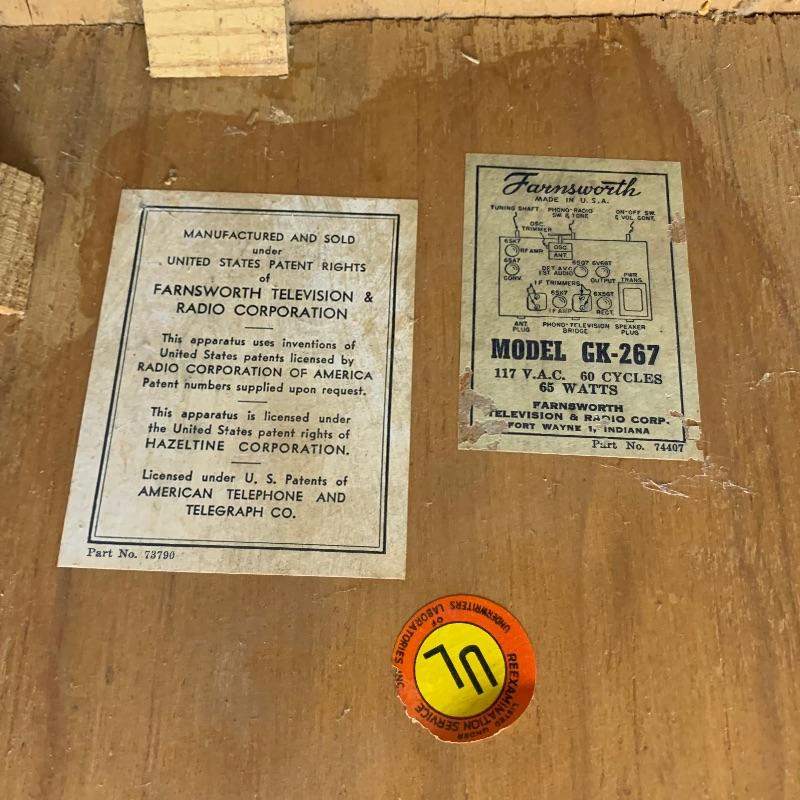 MANUFACTURED AND SOLD
under
UNITED STATES PATENT RIGHTS
of
FARNSWORTH TELEVISION &
RADIO CORPORATION
This apparatus uses inventions of
United States patents licensed by
RADIO CORPORATION OF AMERICA
Patent numbers supplied upon request.
This apparatus is licensed under
the United States patent rights of
HAZELTINE CORPORATION.
Licensed under U. S. Patents of
AMERICAN TELEPHONE AND
TELEGRAPH CO.
Part No. 73790
Farnsworth
MADE IN U.S.A.
TUNING SHAFT
PHONO-RADIO
SW. & TONE
ON-OFF SW.
& VOL. CONT.
OSC.
TRIMMER
6SK7
RF AMP.
OSC.
ANT.
6SA7
CONV.
DET. AVC
1ST AUDIO
6SQ7
6V6GT
OUTPUT
PWR
TRANS.
I F TRIMMERS
6SK7
I F AMP
6X5GT
RECT.
ANT.
PLUG
PHONO-TELEVISION
BRIDGE
SPEAKER
PLUG
MODEL GK-267
117 V.A.C. 60 CYCLES
65 WATTS
FARNSWORTH
TELEVISION & RADIO CORP.
FORT WAYNE 1, INDIANA
Part No. 74407
UNDERWRITERS LABORATORIES INC.
OF
UL
REEXAMINATION SERVICE
LISTED UNDER